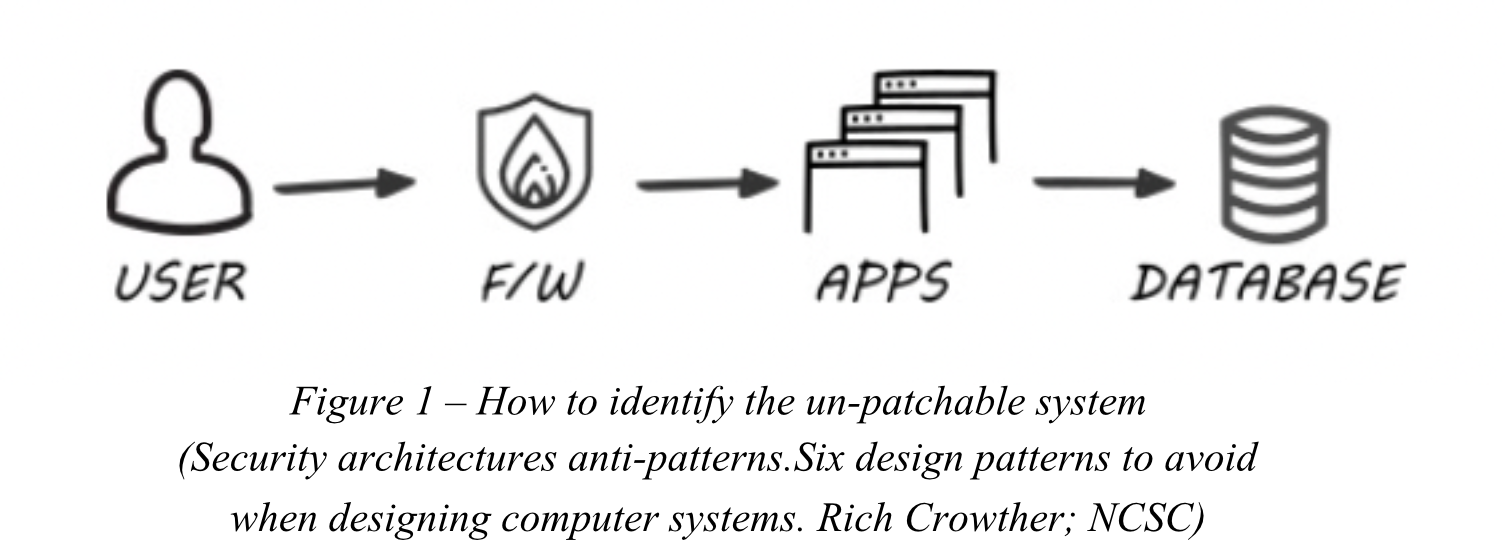 USER F/W APPS DATABASE
Figure 1 – How to identify the un-patchable system
(Security architectures anti-patterns.Six design patterns to avoid
when designing computer systems. Rich Crowther; NCSC)